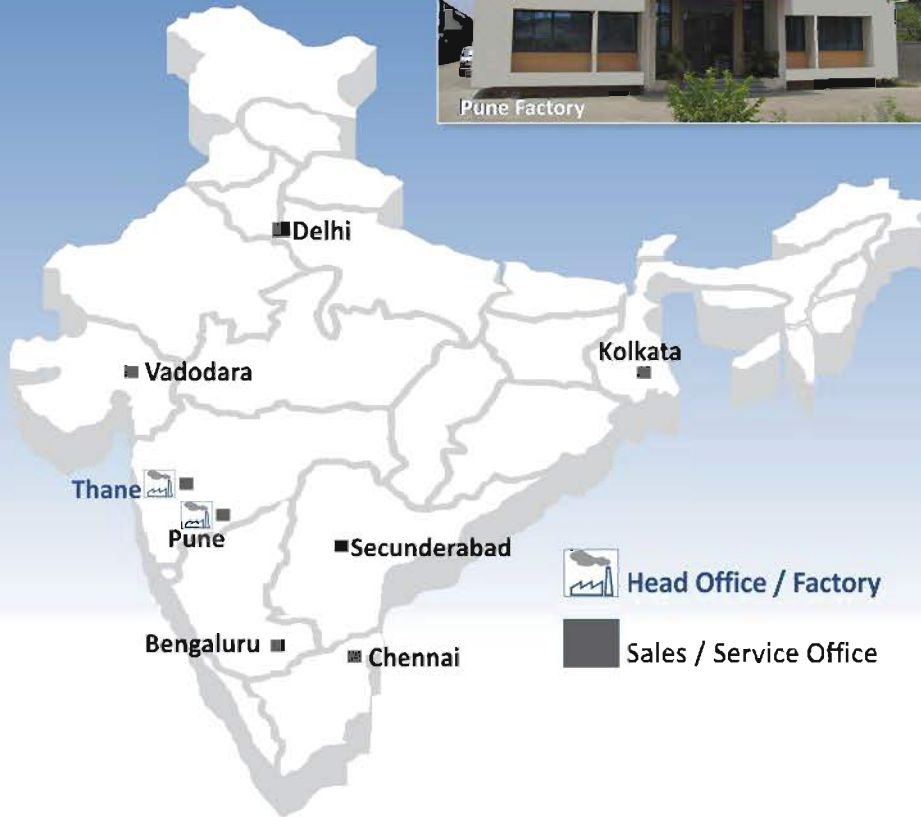 Pune Factory
Delhi
Kolkata
Vadodara
Thane
Pune
Secunderabad
Head Office / Factory
Bengaluru
Chennai
Sales / Service Office